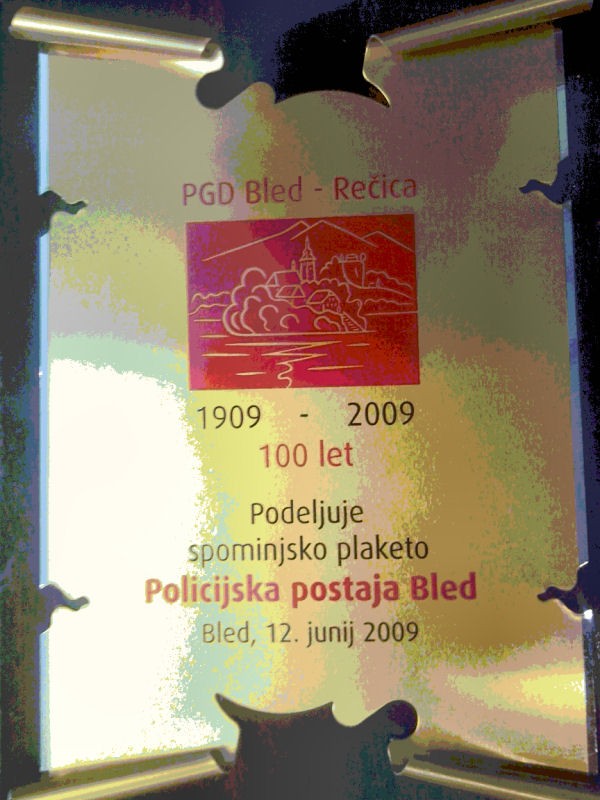 PGD Bled - Rečica
1909 - 2009
100 let
Podeljuje
spominjsko plaketo
Policijska postaja Bled
Bled, 12. junij 2009